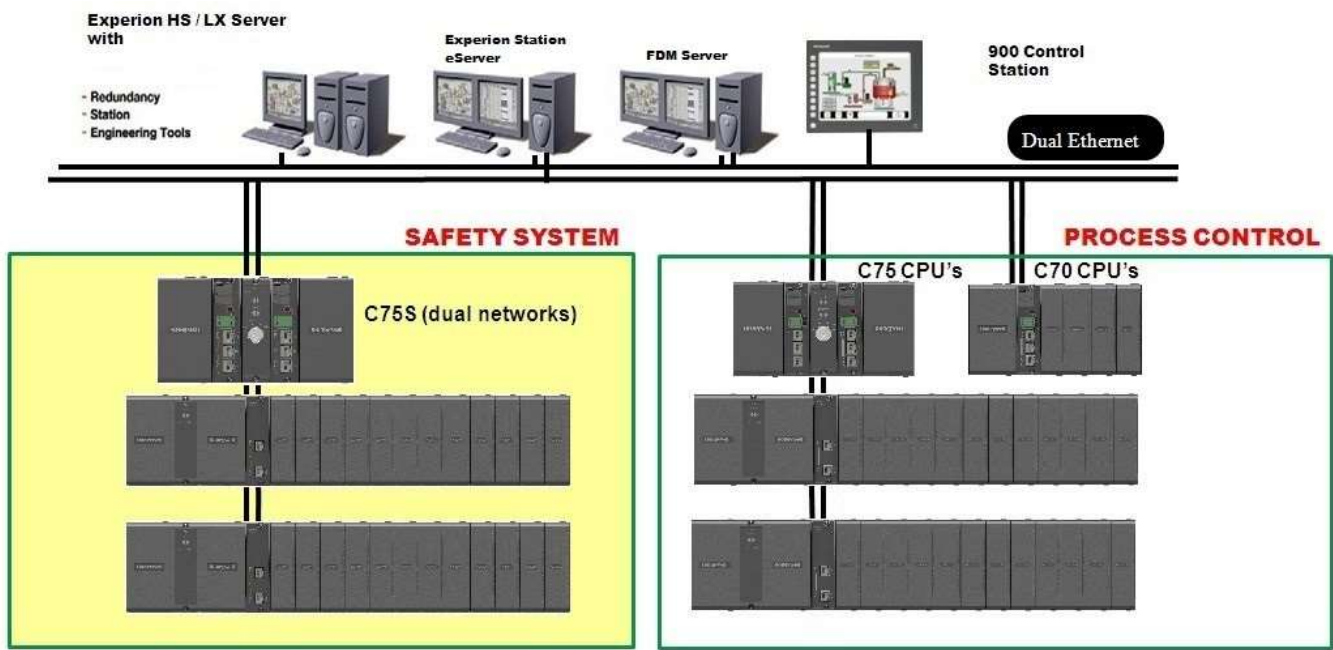 Experion HS / LX Server
with
- Redundancy
- Station
- Engineering Tools
Experion Station
eServer
FDM Server
900 Control
Station
Dual Ethernet
SAFETY SYSTEM
PROCESS CONTROL
C75S (dual networks)
C75 CPU's
C70 CPU's